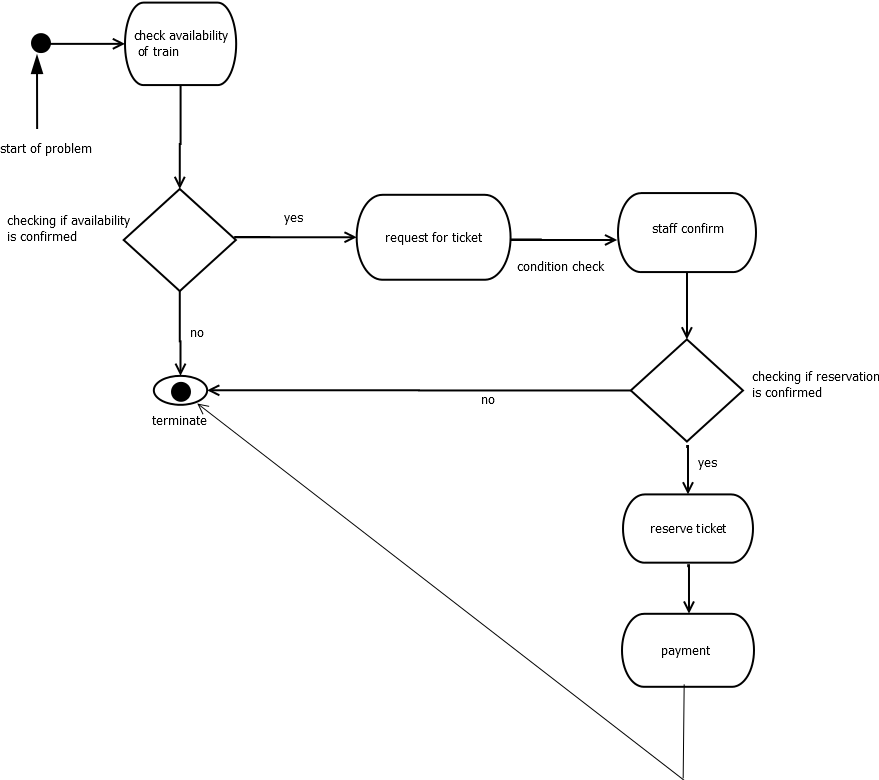 check availability
of train
start of problem
checking if availability
is confirmed
yes
request for ticket
condition check
staff confirm
no
terminate
no
checking if reservation
is confirmed
yes
reserve ticket
payment